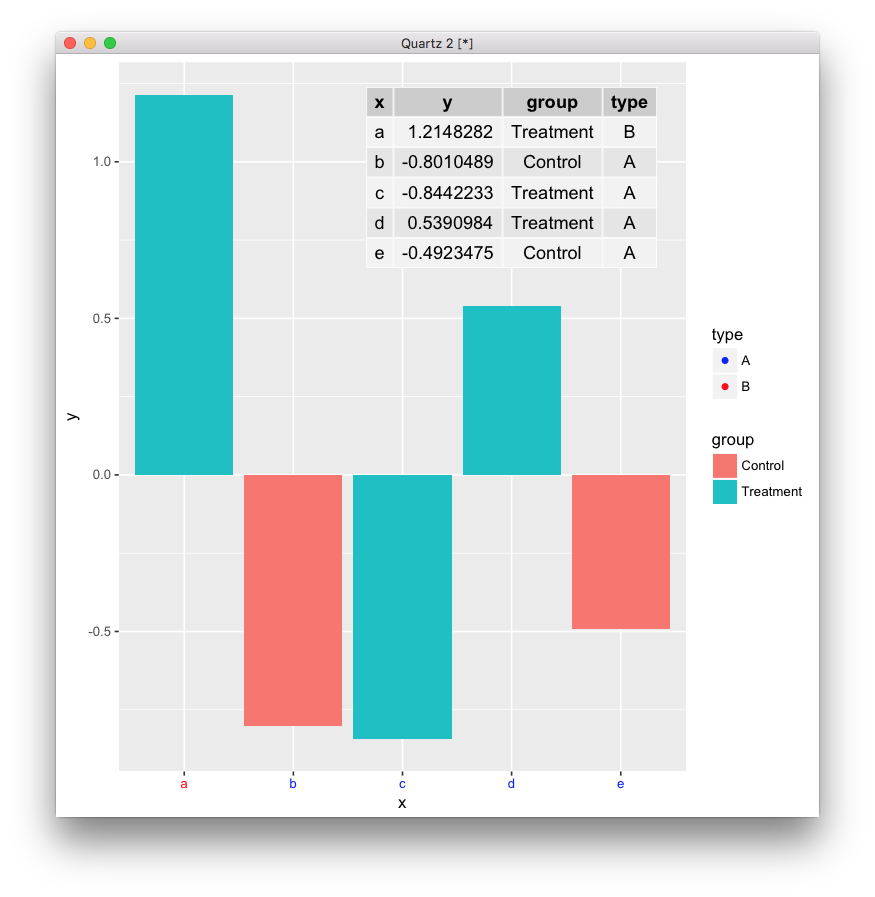 Quartz 2 [*]
x y group type
a 1.2148282 Treatment B
b -0.8010489 Control A
c -0.8442233 Treatment A
d 0.5390984 Treatment A
e -0.4923475 Control A
1.0
0.5
0.0
-0.5
y
a b c d e
x
type
A
B
group
Control
Treatment